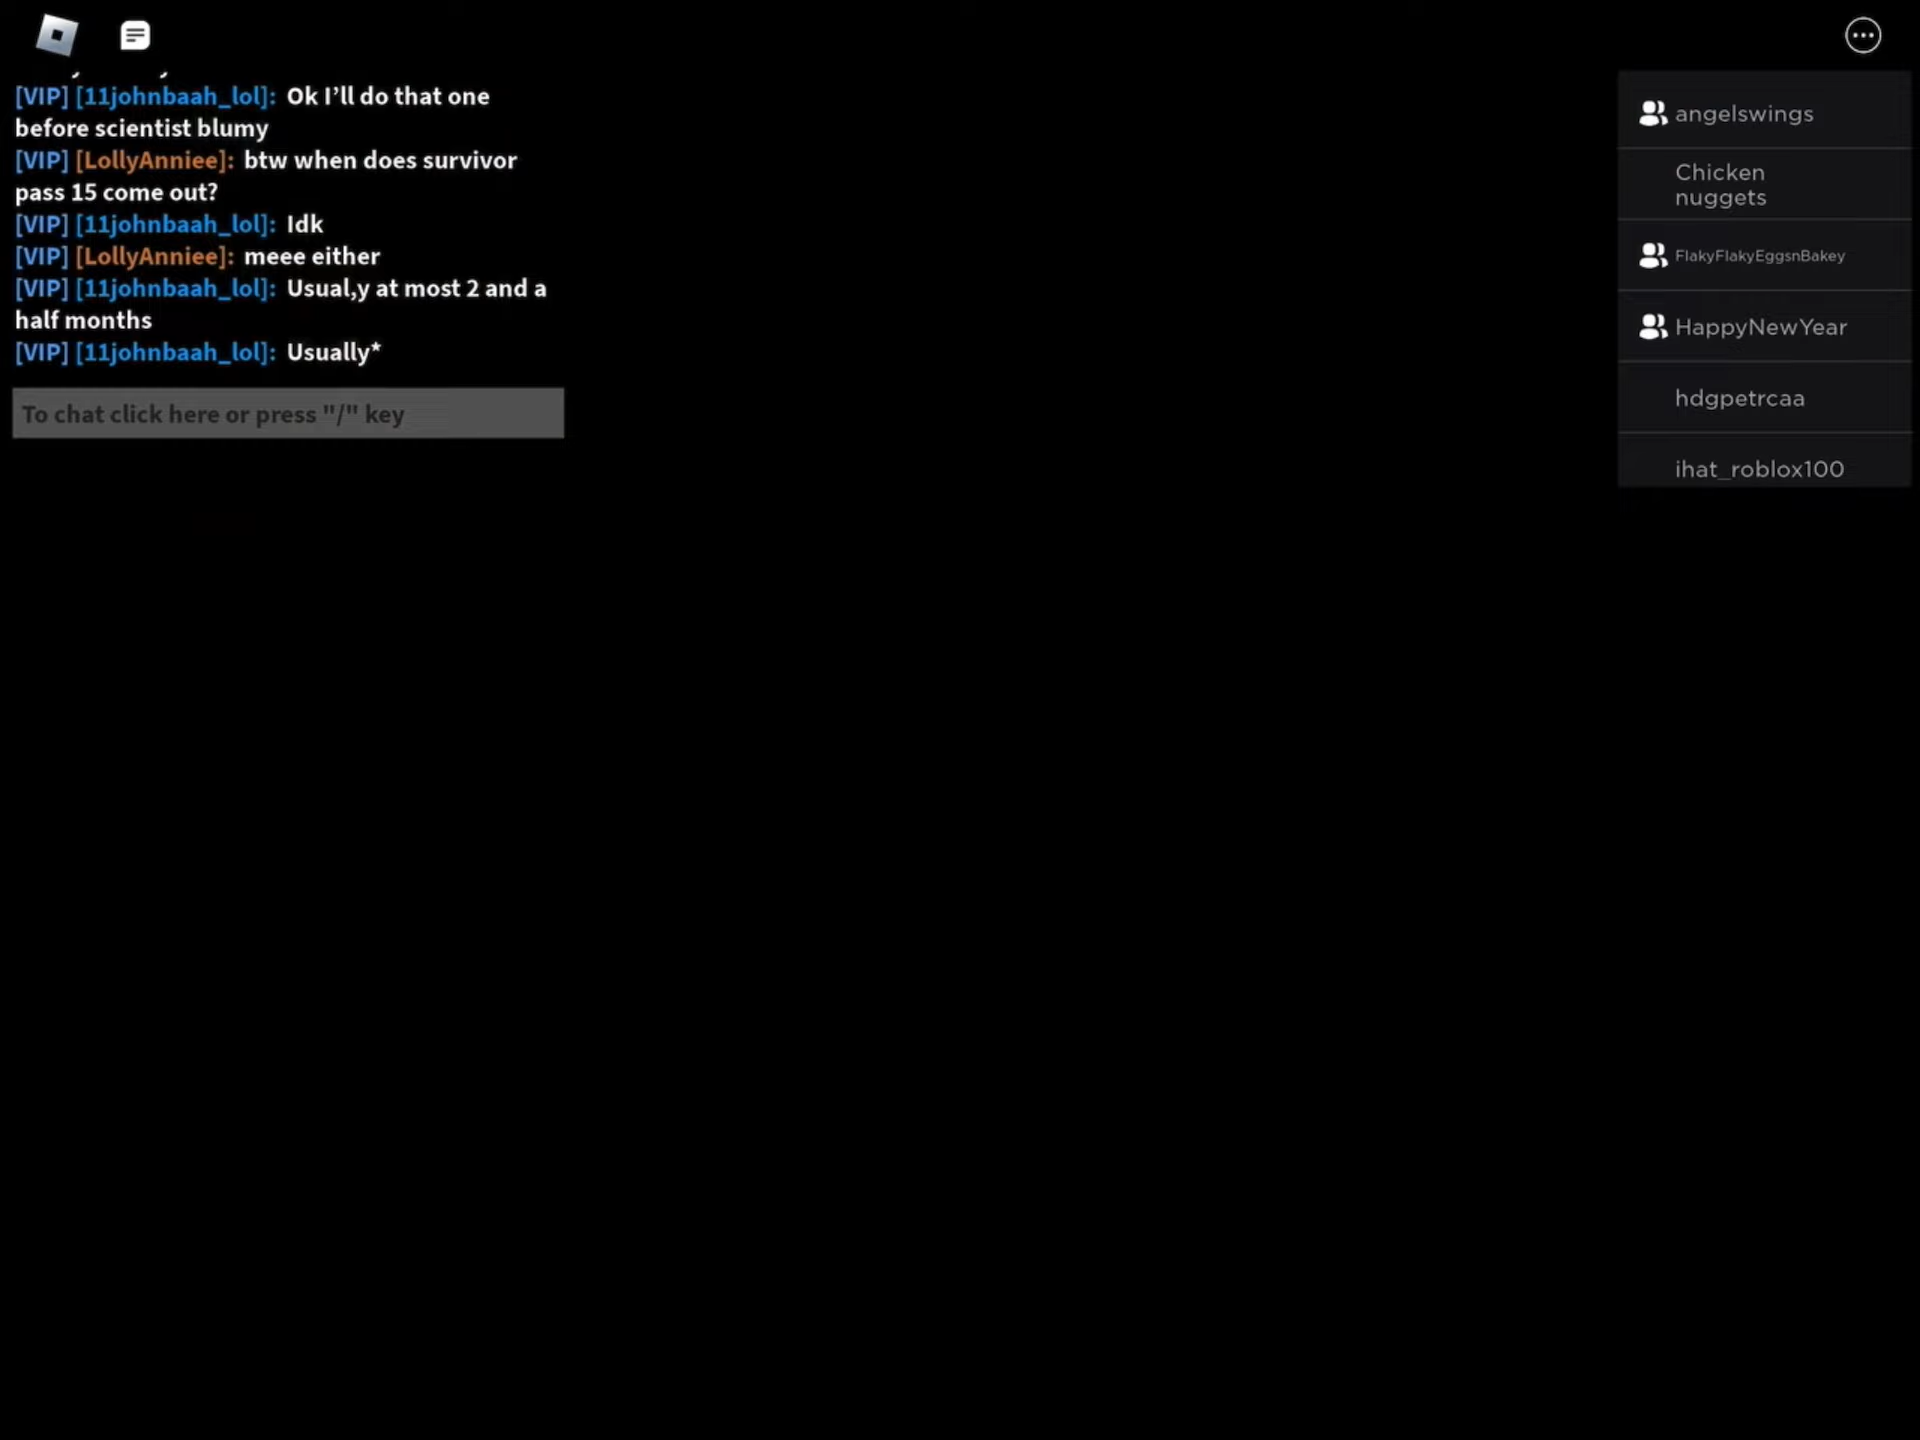 [VIP] [11johnbaah_lol]: Ok I’ll do that one
before scientist blumy
[VIP] [LollyAnniee]: btw when does survivor
pass 15 come out?
[VIP] [11johnbaah_lol]: Idk
[VIP] [LollyAnniee]: meee either
[VIP] [11johnbaah_lol]: Usual,y at most 2 and a
half months
[VIP] [11johnbaah_lol]: Usually*
To chat click here or press "/" key
angelswings
Chicken
nuggets
FlakyFlakyEggsnBakey
HappyNewYear
hdgpetrcaa
ihat_roblox100